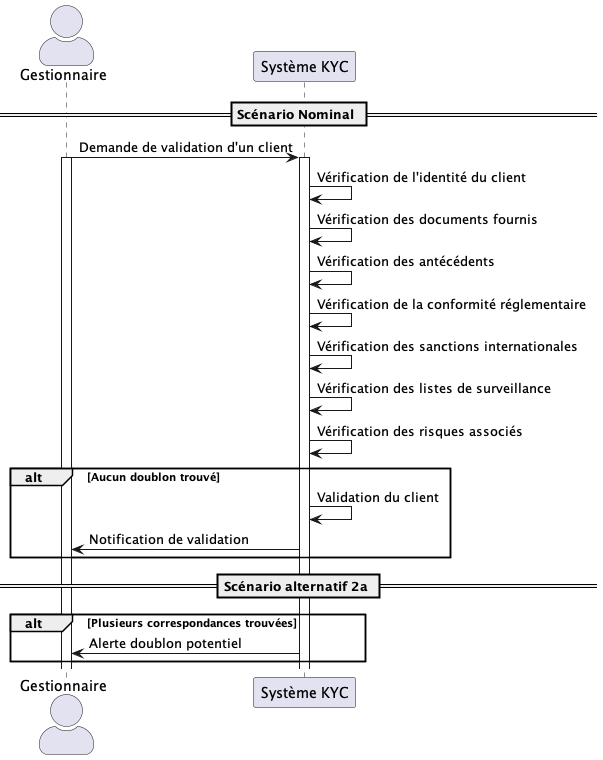 Gestionnaire
Système KYC
Scénario Nominal
Demande de validation d'un client
Vérification de l'identité du client
Vérification des documents fournis
Vérification des antécédents
Vérification de la conformité réglementaire
Vérification des sanctions internationales
Vérification des listes de surveillance
Vérification des risques associés
alt [Aucun doublon trouvé]
Validation du client
Notification de validation
Scénario alternatif 2a
alt [Plusieurs correspondances trouvées]
Alerte doublon potentiel
Gestionnaire
Système KYC